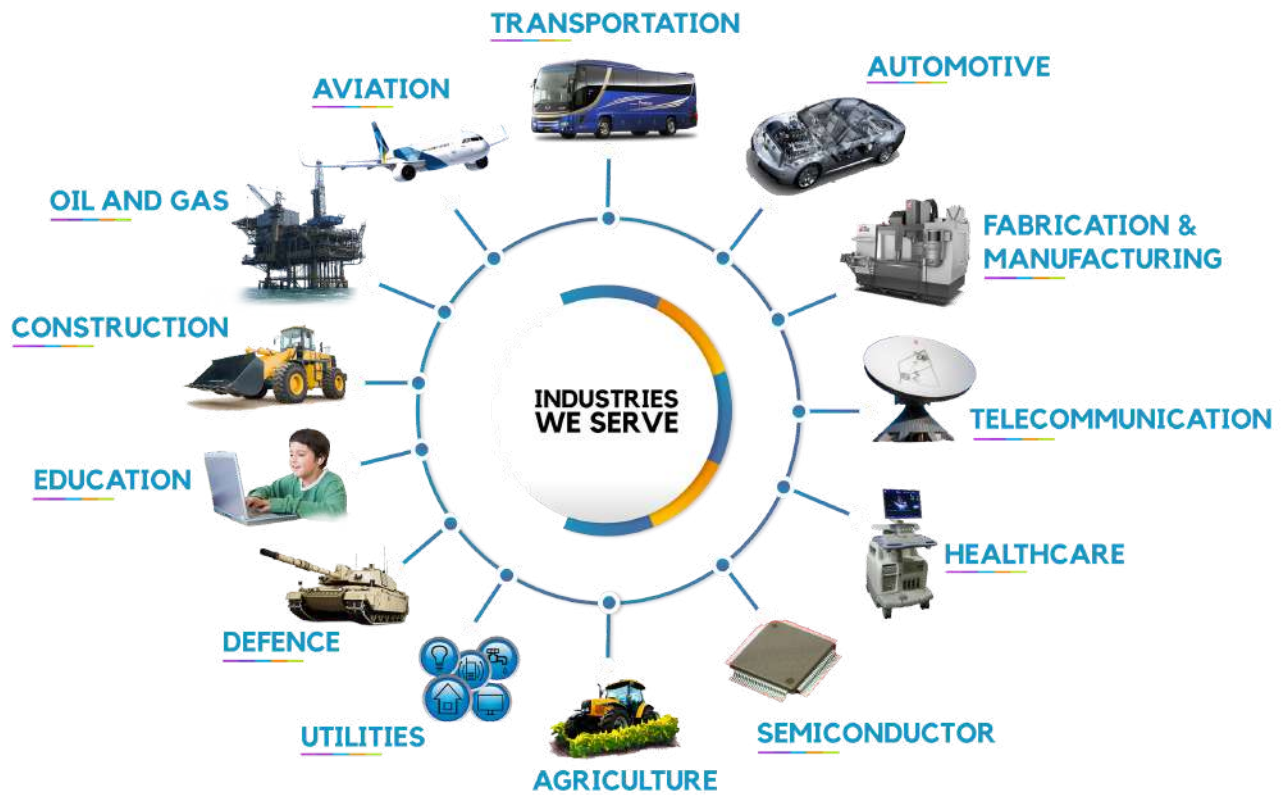 TRANSPORTATION
AUTOMOTIVE
AVIATION
OIL AND GAS
FABRICATION &
MANUFACTURING
CONSTRUCTION
INDUSTRIES
WE SERVE
TELECOMMUNICATION
EDUCATION
HEALTHCARE
DEFENCE
UTILITIES
SEMICONDUCTOR
AGRICULTURE